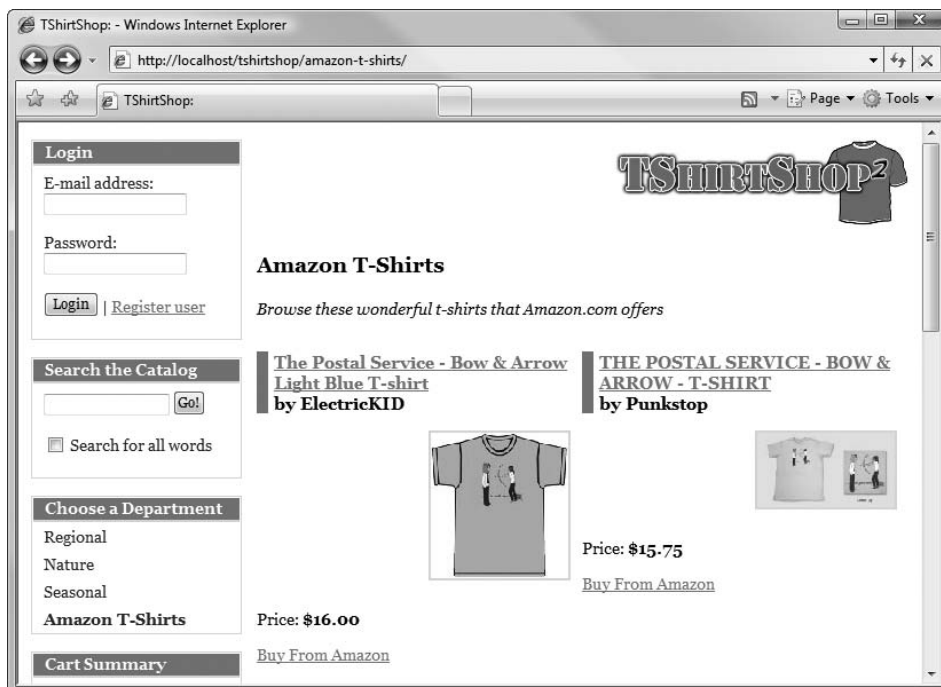 TShirtShop: - Windows Internet Explorer
http://localhost/tshirtshop/amazon-t-shirts/
TShirtShop:
Page
Tools
Login
E-mail address:
Password:
Login | Register user
Search the Catalog
Go!
Search for all words
Choose a Department
Regional
Nature
Seasonal
Amazon T-Shirts
Cart Summary
TSHIRTSHOP2
Amazon T-Shirts
Browse these wonderful t-shirts that Amazon.com offers
The Postal Service - Bow & Arrow
Light Blue T-shirt
by ElectricKID
Price: $16.00
Buy From Amazon
THE POSTAL SERVICE - BOW &
ARROW - T-SHIRT
by Punkstop
Price: $15.75
Buy From Amazon